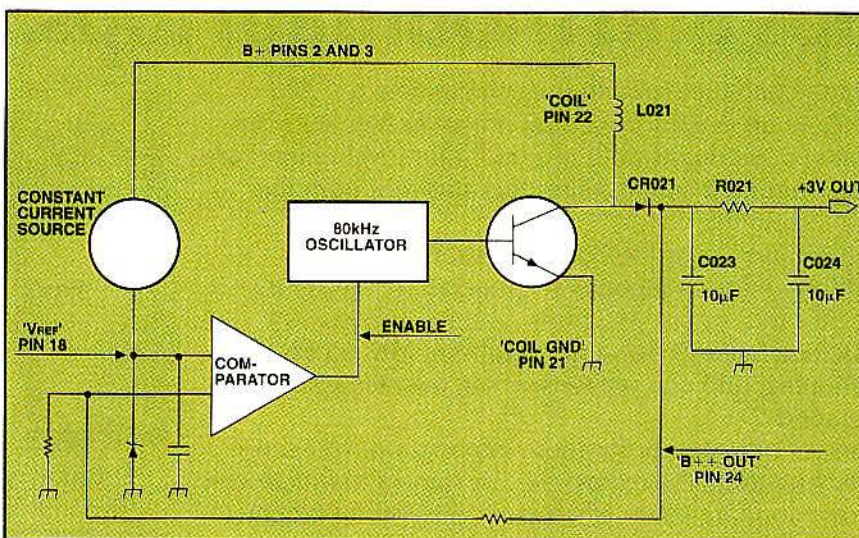 B+ PINS 2 AND 3
'COIL'
PIN 22
L021
CONSTANT
CURRENT
SOURCE
80kHz
OSCILLATOR
CR021
R021
+3V OUT
C023
10µF
C024
10µF
'VREF'
PIN 18
COM-
PARATOR
ENABLE
'COIL GND'
PIN 21
'B++ OUT'
PIN 24